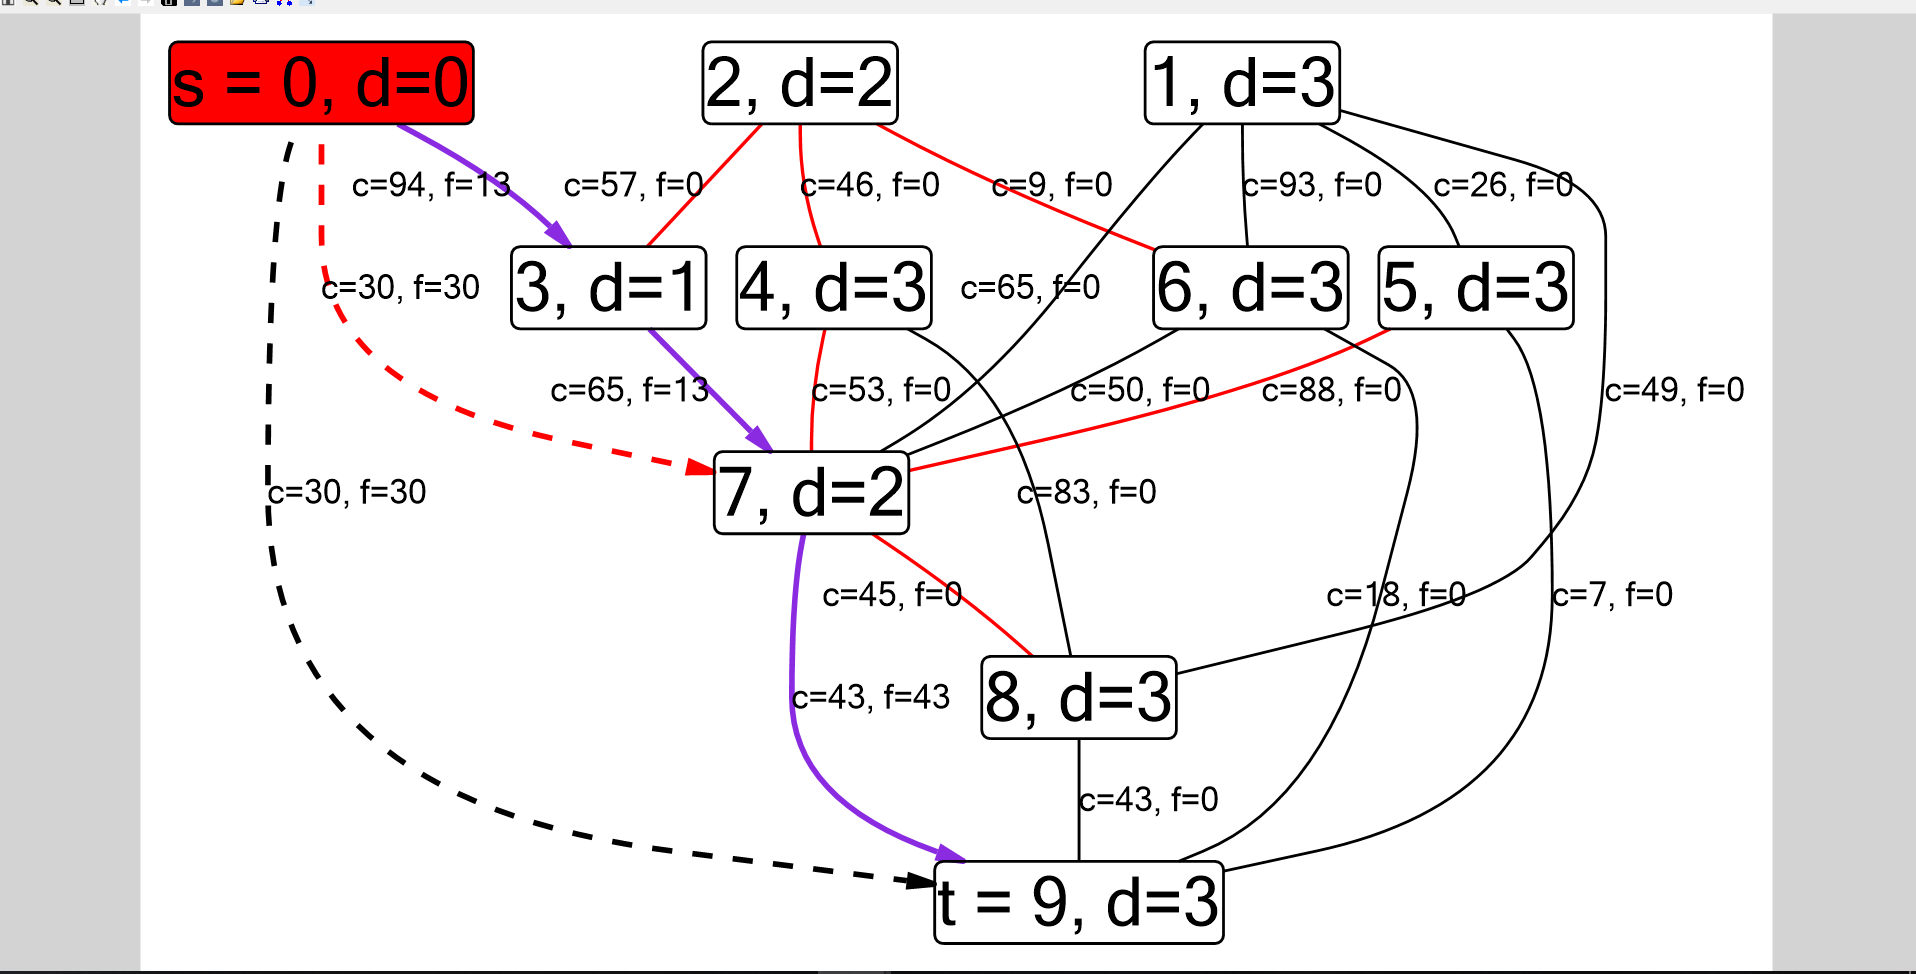 s = 0, d=0
2, d=2
1, d=3
c=94, f=13
c=57, f=0
c=46, f=0
c=9, f=0
c=93, f=0
c=26, f=0
c=30, f=30
3, d=1
4, d=3
c=65, f=0
6, d=3
5, d=3
c=65, f=13
c=53, f=0
c=50, f=0
c=88, f=0
c=49, f=0
c=30, f=30
7, d=2
c=83, f=0
c=45, f=0
c=18, f=0
c=7, f=0
c=43, f=43
8, d=3
c=43, f=0
t = 9, d=3